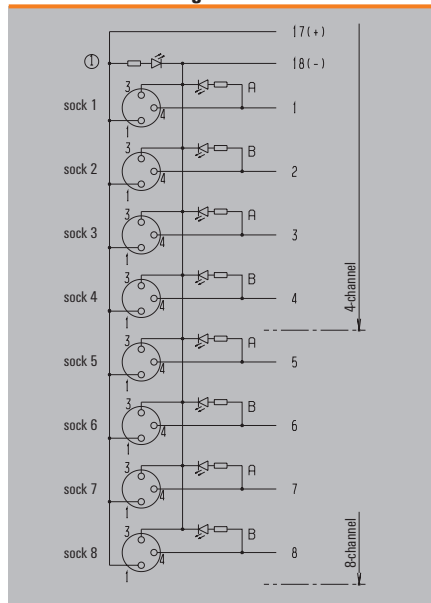 17(+)
① 18(-)
3 A
sock 1 4 1
1
3 B
sock 2 4 2
1
3 A
sock 3 4 3
1
3 B
sock 4 4 4
1
4-channel
3 A
sock 5 4 5
1
3 B
sock 6 4 6
1
3 A
sock 7 4 7
1
3 B
sock 8 4 8
1
8-channel